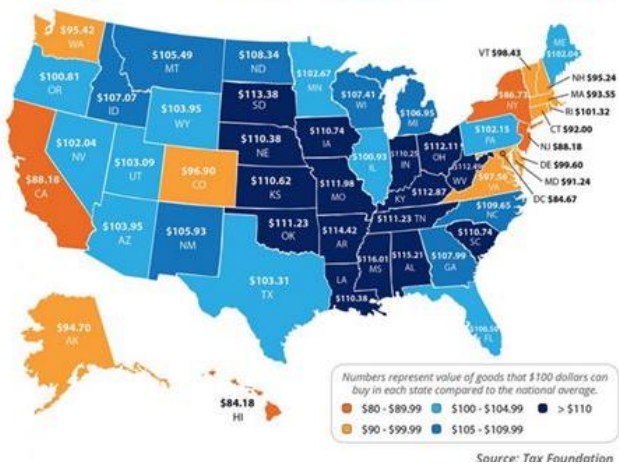 $95.42
WA
$100.81
OR
$88.18
CA
$102.04
NV
$107.07
ID
$105.49
MT
$103.95
WY
$103.09
UT
$96.90
CO
$103.95
AZ
$105.93
NM
$108.34
ND
$113.38
SD
$110.38
NE
$110.62
KS
$111.23
OK
$103.31
TX
$102.67
MN
$110.74
IA
$111.98
MO
$114.42
AR
LA
$110.38
$107.41
WI
$100.93
IL
$106.95
MI
$110.25
IN
$112.11
OH
$112.87
KY
$111.23 TN
$116.01
MS
$115.21
AL
$107.99
GA
$100.50
FL
$110.74
SC
$109.65
NC
$97.50
VA
WV
$102.15
PA
$86.73
NY
ME
$102.04
VT $98.43
NH $95.24
MA $93.55
RI $101.32
CT $92.00
NJ $88.18
DE $99.60
MD $91.24
DC $84.67
$94.70
AK
$84.18
HI
Numbers represent value of goods that $100 dollars can
buy in each state compared to the national average.
$80 - $89.99 $100 - $104.99 > $110
$90 - $99.99 $105 - $109.99
Source: Tax Foundation